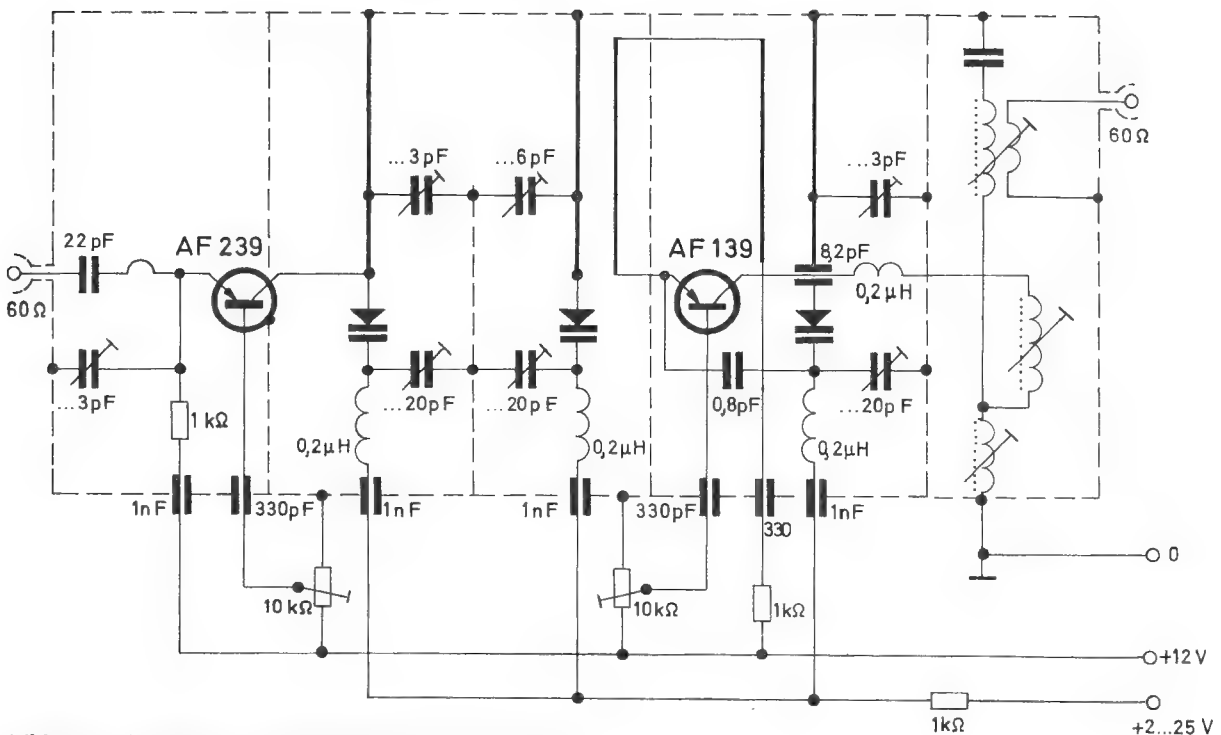 60Ω
...3pF
...6pF
...3pF
22pF
AF 239
AF 139
8,2pF
60Ω
0,2μH
...3pF
...20pF
...20pF
0,8pF
...20pF
1kΩ
0,2μH
0,2μH
0,2μH
1nF
330pF
1nF
1nF
330pF
330
1nF
0
10kΩ
10kΩ
1kΩ
+12V
1kΩ
+2...25V